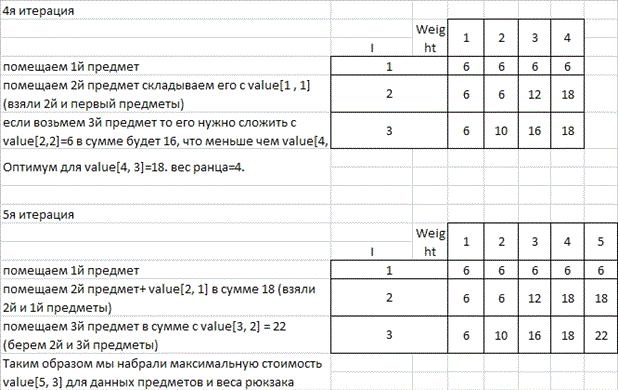 4я итерация
I Weig ht 1 2 3 4
помещаем 1й предмет 1 6 6 6 6
помещаем 2й предмет складываем его с value[1 , 1]
(взяли 2й и первый предметы) 2 6 6 12 18
если возьмем 3й предмет то его нужно сложить с
value[2,2]=6 в сумме будет 16, что меньше чем value[4, 3 6 10 16 18
Оптимум для value[4, 3]=18. вес ранца=4.
5я итерация
I Weig ht 1 2 3 4 5
помещаем 1й предмет 1 6 6 6 6 6
помещаем 2й предмет+ value[2, 1] в сумме 18 (взяли
2й и 1й предметы) 2 6 6 12 18 18
помещаем 3й предмет в сумме с value[3, 2] = 22
(берем 2й и 3й предметы) 3 6 10 16 18 22
Таким образом мы набрали максимальную стоимость
value[5, 3] для данных предметов и веса рюкзака